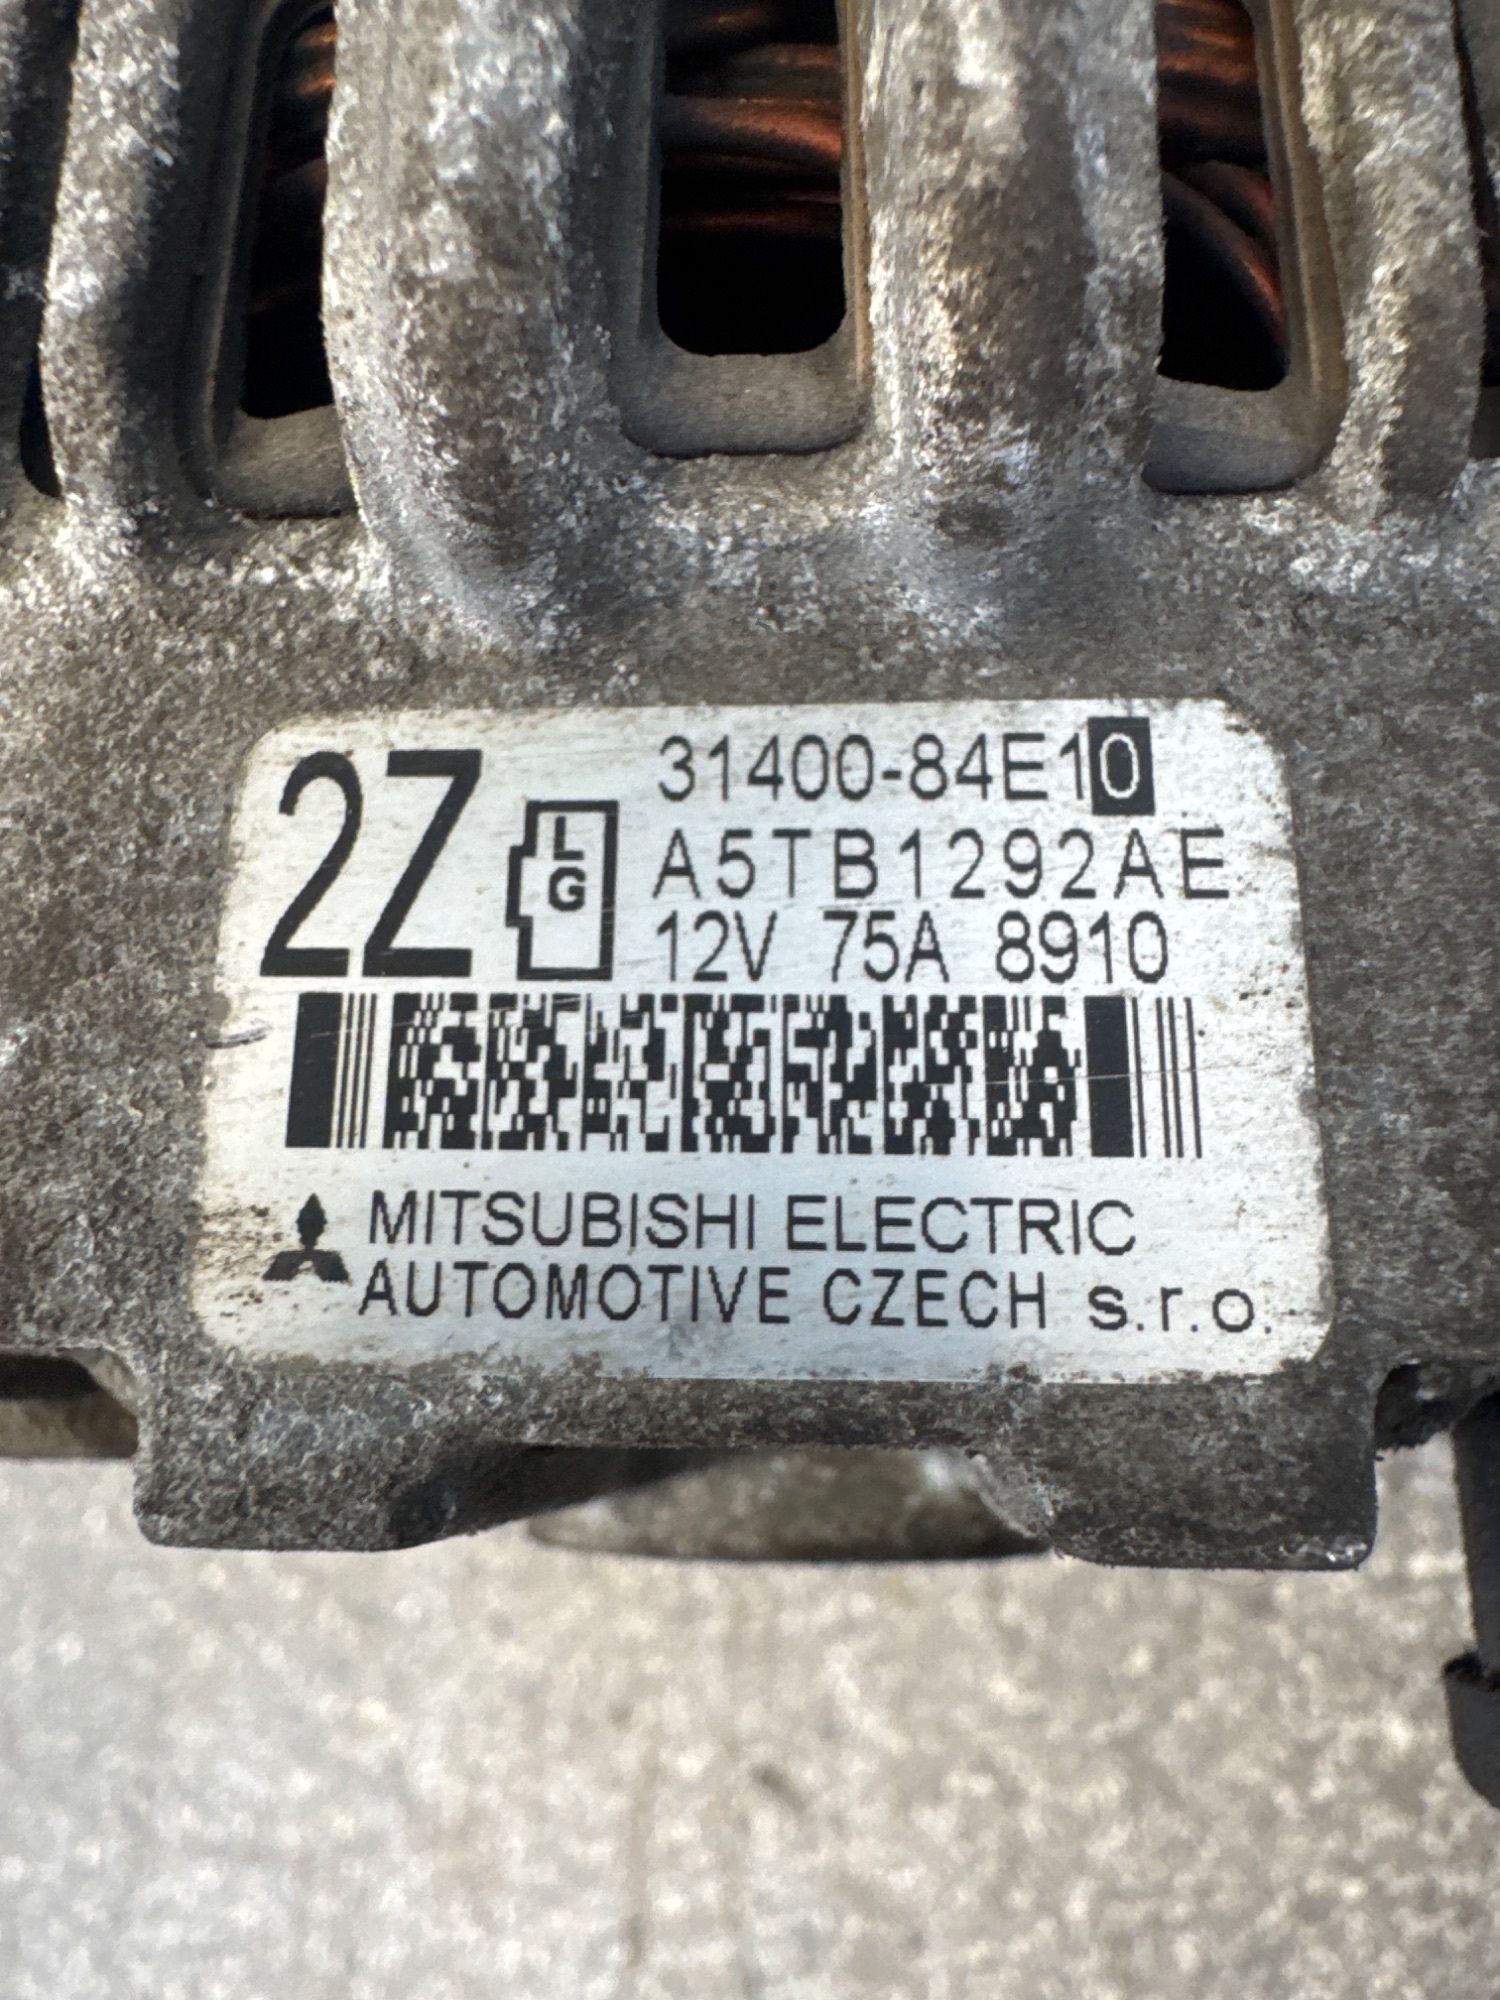 2Z
L
G
31400-84E10
A5TB1292AE
12V 75A 8910
MITSUBISHI ELECTRIC
AUTOMOTIVE CZECH s.r.o.